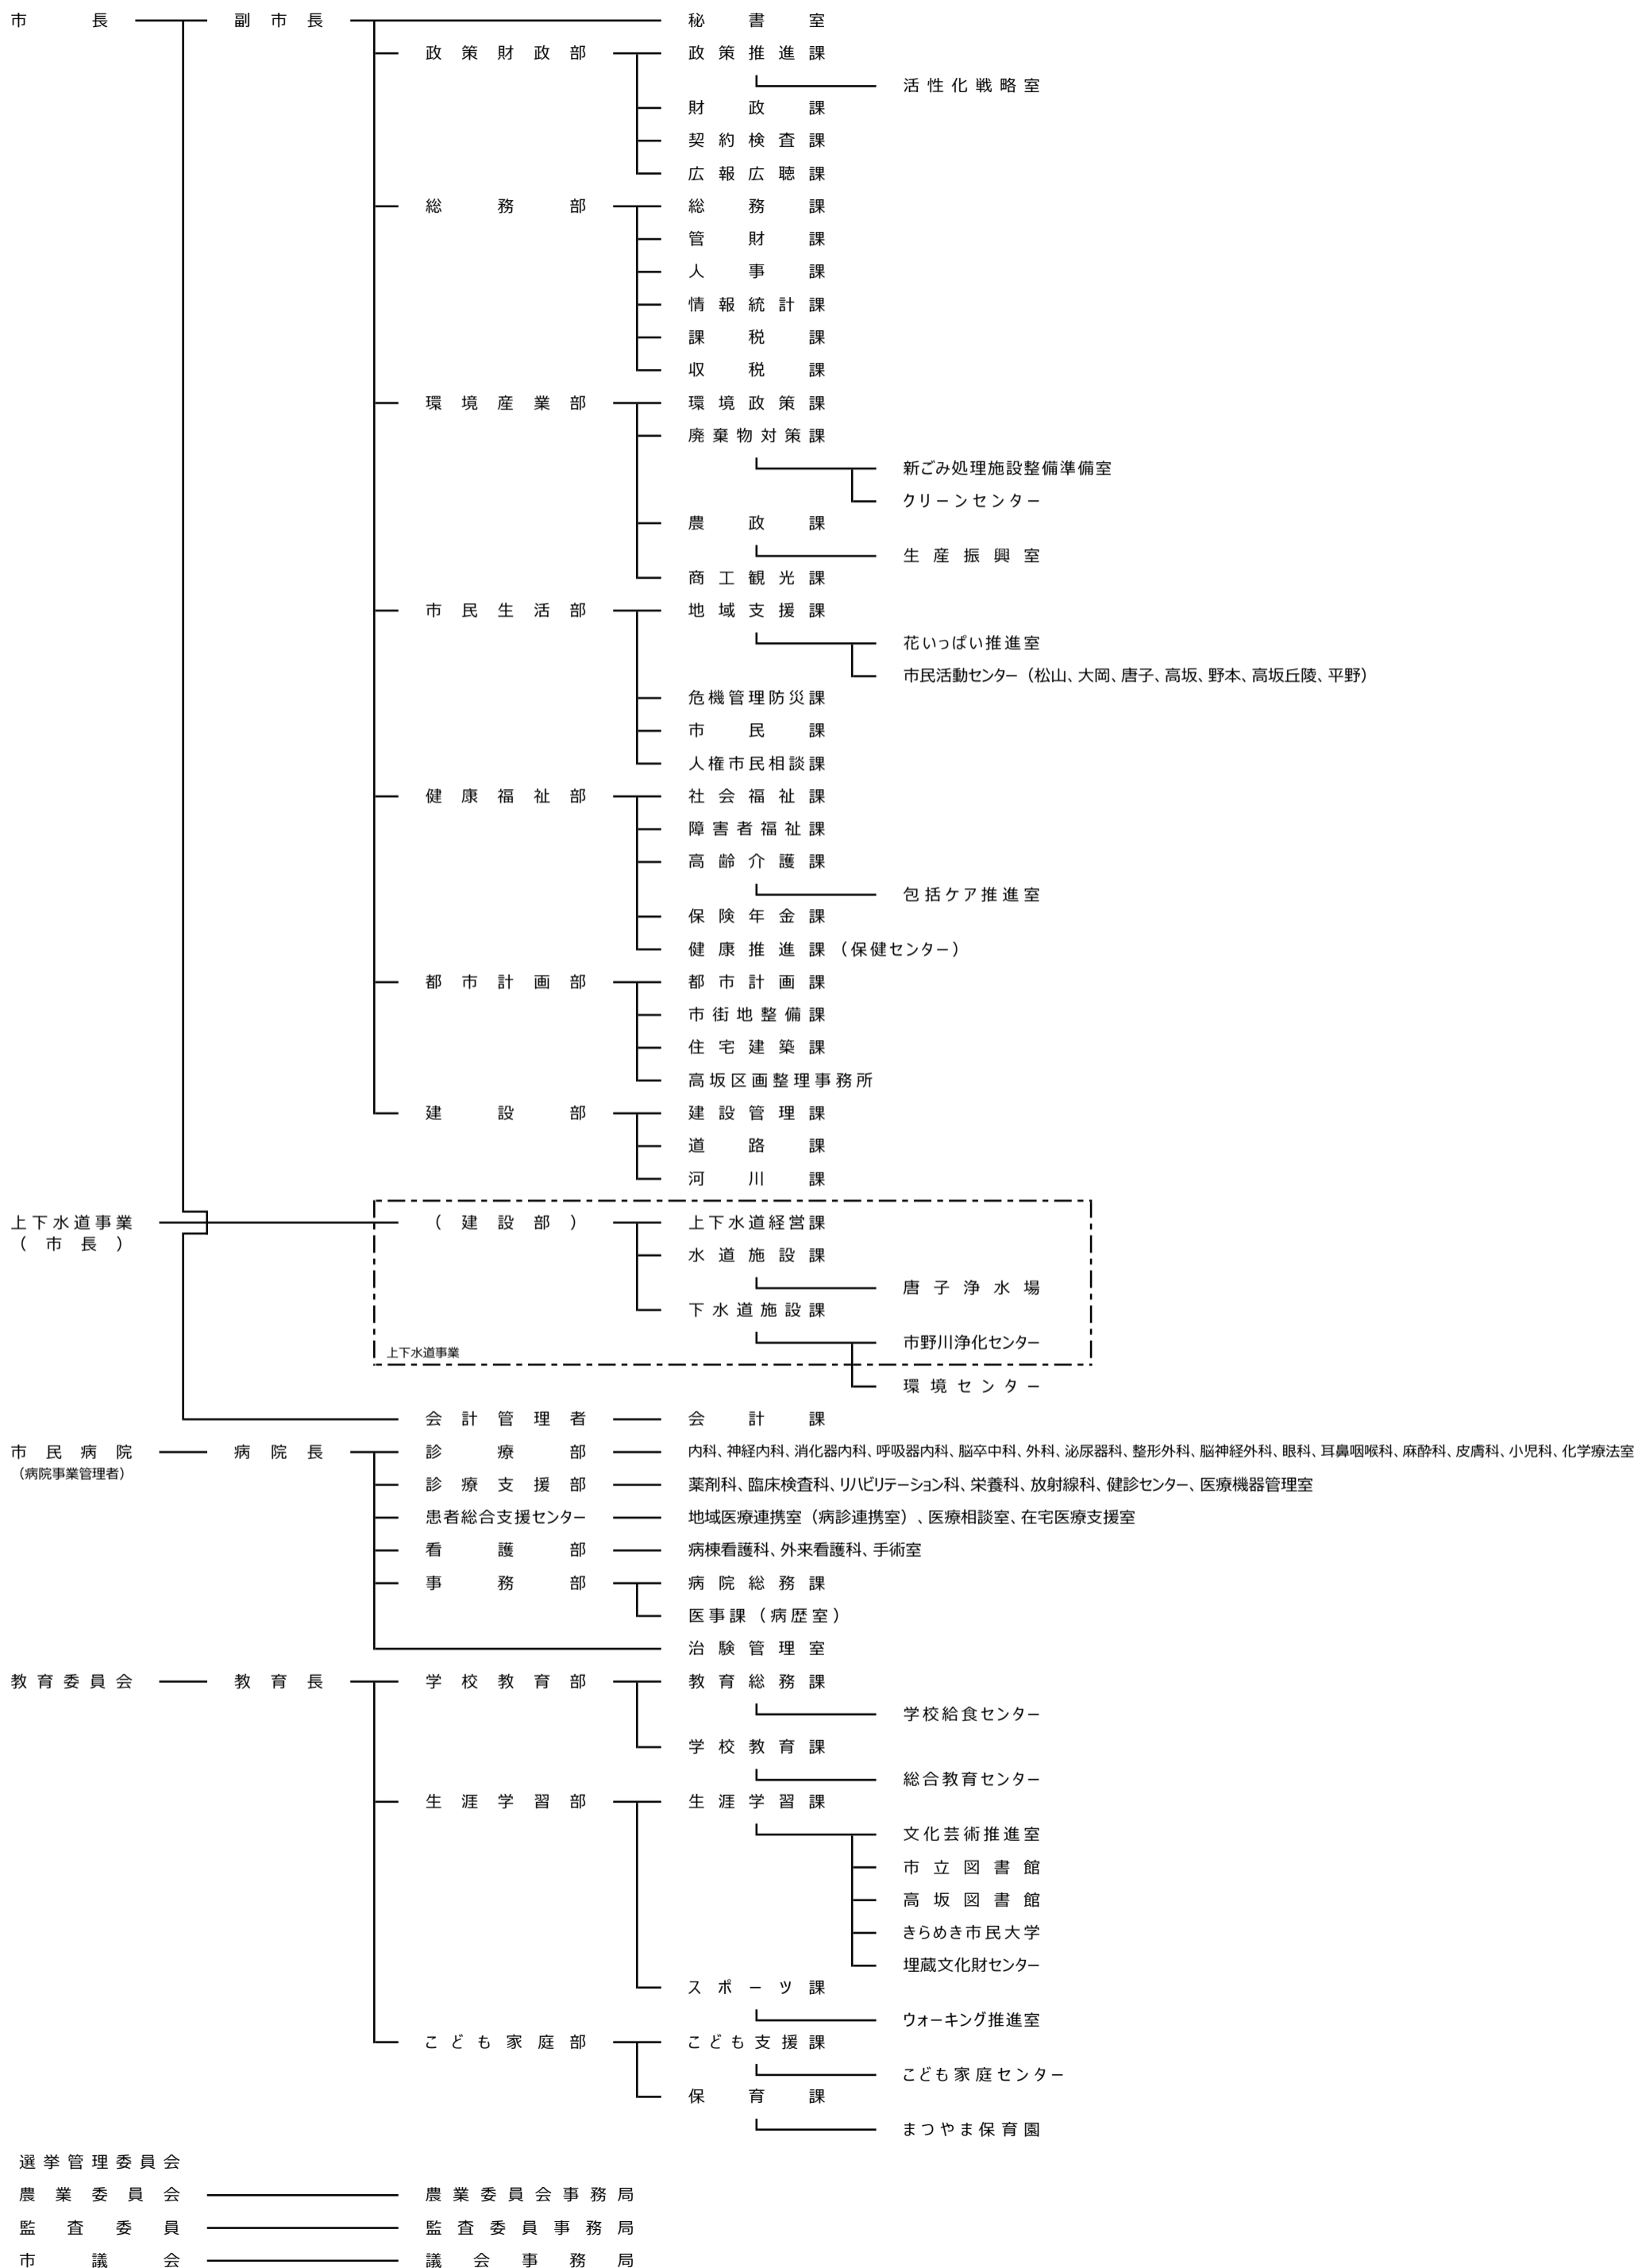 市長 副市長 秘書室
政策財政部 政策推進課
活性化戦略室
財政課
契約検査課
広報広聴課
総務部 総務課
管財課
人事課
情報統計課
課税課
収税課
環境産業部 環境政策課
廃棄物対策課
新ごみ処理施設整備準備室
クリーンセンター
農政課
生産振興室
商工観光課
市民生活部 地域支援課
花いっぱい推進室
市民活動センター（松山、大岡、唐子、高坂、野本、高坂丘陵、平野）
危機管理防災課
市民課
人権市民相談課
健康福祉部 社会福祉課
障害者福祉課
高齢介護課
包括ケア推進室
保険年金課
健康推進課（保健センター）
都市計画部 都市計画課
市街地整備課
住宅建築課
高坂区画整理事務所
建設部 建設管理課
道路課
河川課
上下水道事業 （建設部） 上下水道経営課
（市長）
水道施設課
唐子浄水場
下水道施設課
市野川浄化センター
上下水道事業
環境センター
会計管理者 会計課
市民病院 病院長 診療部 内科、神経内科、消化器内科、呼吸器内科、脳卒中科、外科、泌尿器科、整形外科、脳神経外科、眼科、耳鼻咽喉科、麻酔科、皮膚科、小児科、化学療法室
（病院事業管理者）
診療支援部 薬剤科、臨床検査科、リハビリテーション科、栄養科、放射線科、健診センター、医療機器管理室
患者総合支援センター 地域医療連携室（病診連携室）、医療相談室、在宅医療支援室
看護部 病棟看護科、外来看護科、手術室
事務部 病院総務課
医事課（病歴室）
治験管理室
教育委員会 教育長 学校教育部 教育総務課
学校給食センター
学校教育課
総合教育センター
生涯学習部 生涯学習課
文化芸術推進室
市立図書館
高坂図書館
きらめき市民大学
埋蔵文化財センター
スポーツ課
ウォーキング推進室
こども家庭部 こども支援課
こども家庭センター
保育課
まつやま保育園
選挙管理委員会
農業委員会 農業委員会事務局
監査委員 監査委員事務局
市議会 議会事務局